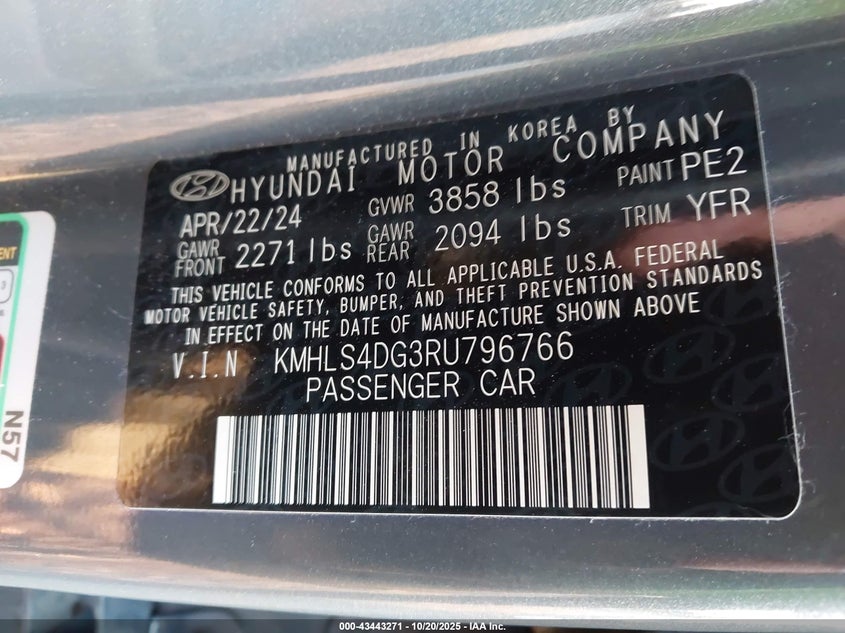 MANUFACTURED IN KOREA BY
HYUNDAI MOTOR COMPANY
APR/22/24 GVWR 3858 lbs PAINT PE2
GAWR FRONT 2271 lbs GAWR REAR 2094 lbs TRIM YFR
THIS VEHICLE CONFORMS TO ALL APPLICABLE U.S.A. FEDERAL
MOTOR VEHICLE SAFETY, BUMPER, AND THEFT PREVENTION STANDARDS
IN EFFECT ON THE DATE OF MANUFACTURE SHOWN ABOVE
V.I.N KMHLS4DG3RU796766
PASSENGER CAR
N57
000-43443271 - 10/20/2025 - IAA Inc.